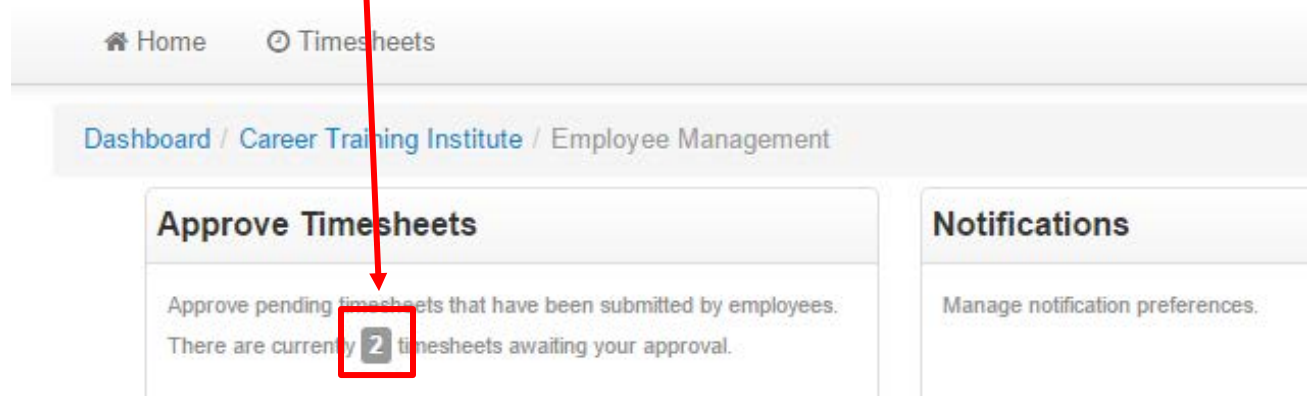 Home Timesheets
Dashboard / Career Training Institute / Employee Management
Approve Timesheets
Approve pending timesheets that have been submitted by employees.
There are currently 2 timesheets awaiting your approval.
Notifications
Manage notification preferences.